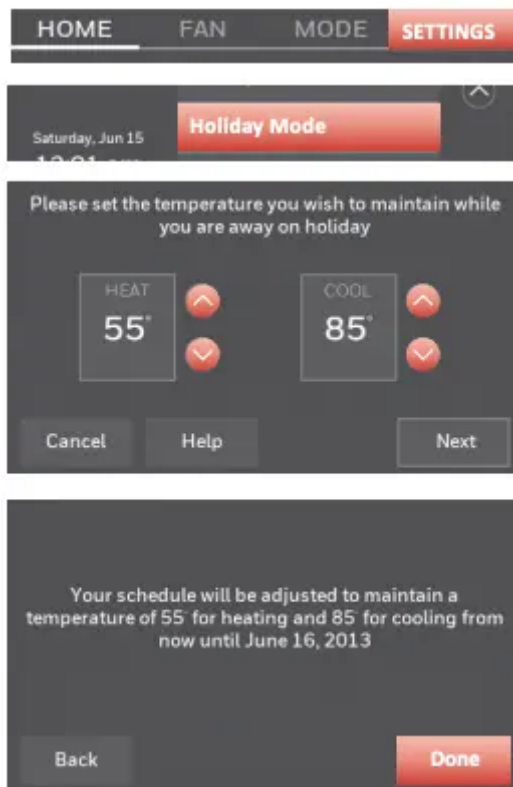 HOME FAN MODE SETTINGS
Holiday Mode
Saturday, Jun 15
Please set the temperature you wish to maintain while
you are away on holiday
HEAT COOL
55° 85°
Cancel Help Next
Your schedule will be adjusted to maintain a
temperature of 55° for heating and 85° for cooling from
now until June 16, 2013
Back Done